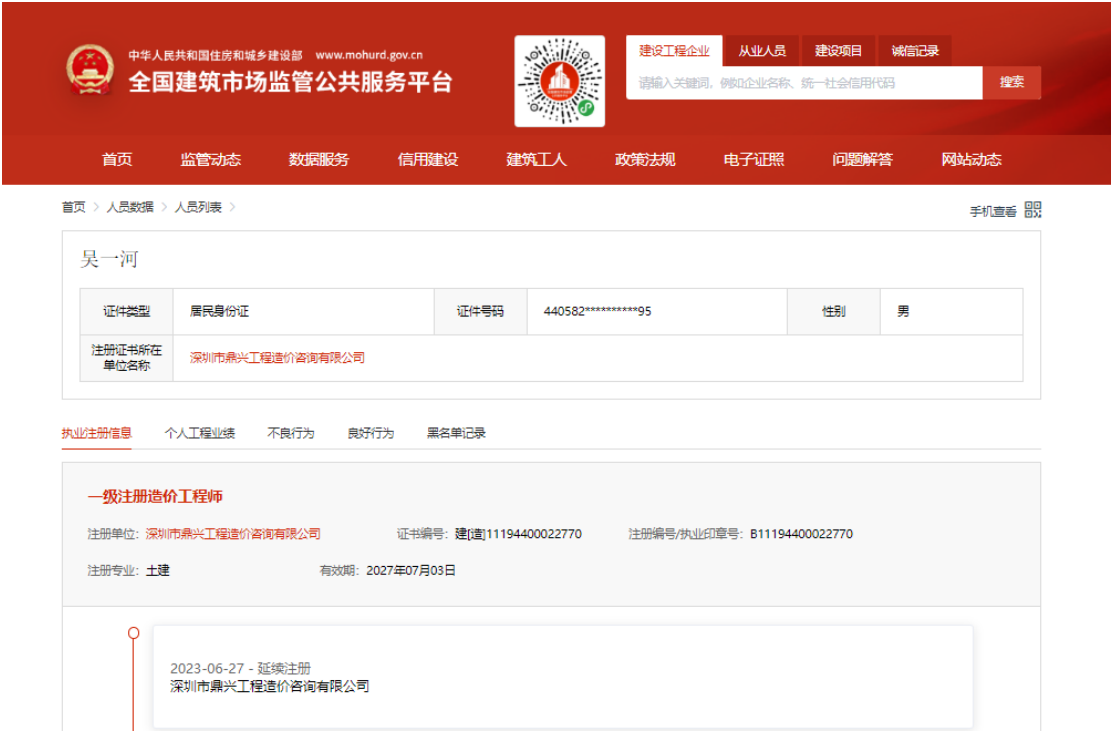 中华人民共和国住房和城乡建设部 www.mohurd.gov.cn
全国建筑市场监管公共服务平台
建设工程企业 从业人员 建设项目 诚信记录
请输入关键词，例如企业名称、统一社会信用代码 搜索
首页 监管动态 数据服务 信用建设 建筑工人 政策法规 电子证照 问题解答 网站动态
首页 > 人员数据 > 人员列表 >
手机查看
吴一河
证件类型 居民身份证 证件号码 440582**********95 性别 男
注册证书所在
单位名称
深圳市鼎兴工程造价咨询有限公司
执业注册信息 个人工程业绩 不良行为 良好行为 黑名单记录
一级注册造价工程师
注册单位：深圳市鼎兴工程造价咨询有限公司 证书编号：建[造]11194400022770 注册编号/执业印章号：B11194400022770
注册专业：土建 有效期：2027年07月03日
2023-06-27 - 延续注册
深圳市鼎兴工程造价咨询有限公司